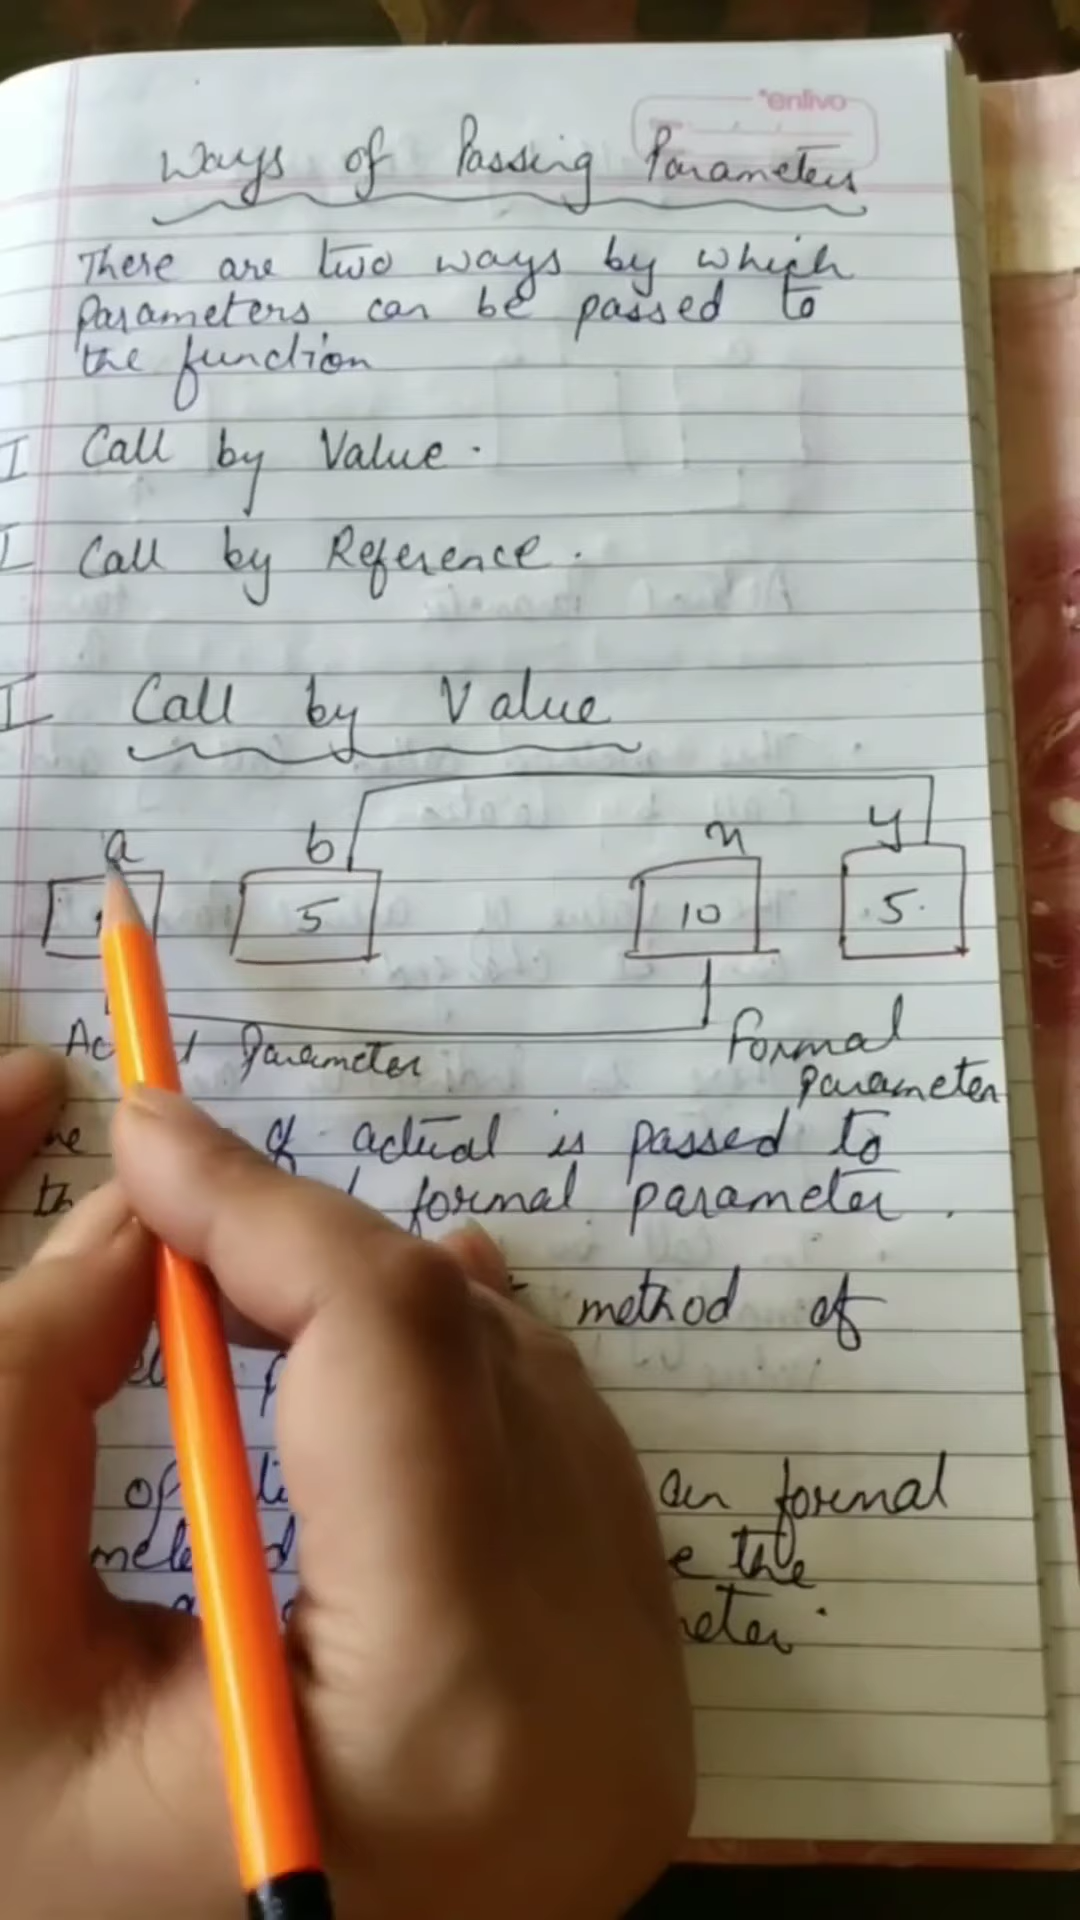 enlivo
Ways of Passing Parameters
There are two ways by which
parameters can be passed to
the function
I Call by Value.
I Call by Reference.
I Call by Value
a b x y
5 10 5.
Parameter Formal
parameter
of actual is passed to
formal parameter.
method of
an formal
the